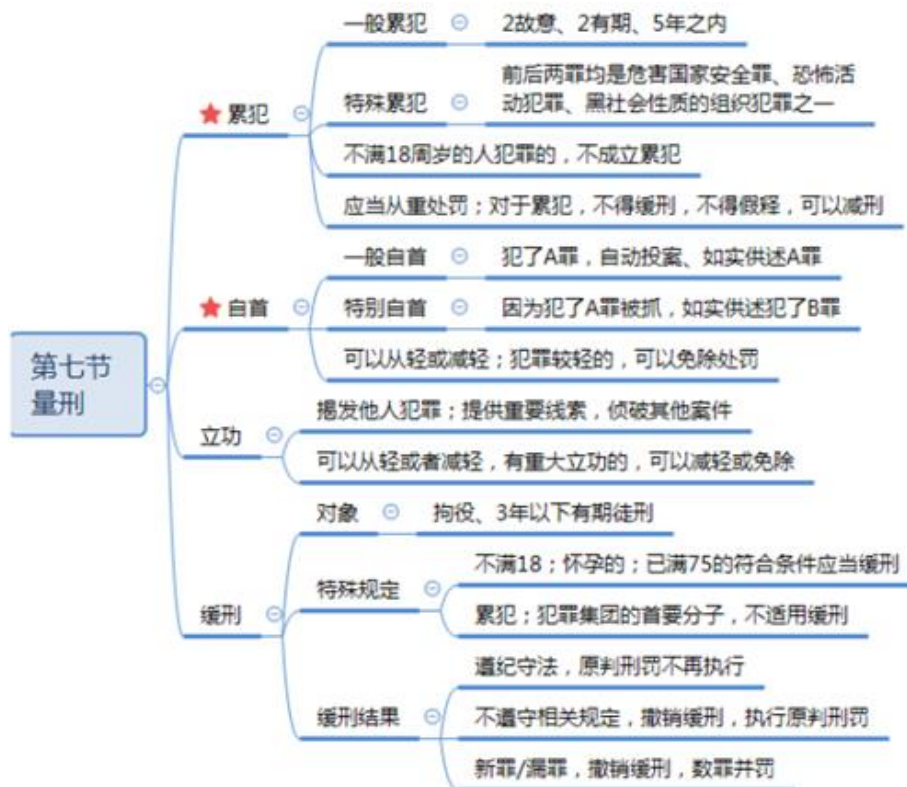 第七节
量刑
累犯
一般累犯
2故意、2有期、5年之内
特殊累犯
前后两罪均是危害国家安全罪、恐怖活
动犯罪、黑社会性质的组织犯罪之一
不满18周岁的人犯罪的，不成立累犯
应当从重处罚；对于累犯，不得缓刑，不得假释，可以减刑
自首
一般自首
犯了A罪，自动投案、如实供述A罪
特别自首
因为犯了A罪被抓，如实供述犯了B罪
可以从轻或减轻；犯罪较轻的，可以免除处罚
立功
揭发他人犯罪；提供重要线索，侦破其他案件
可以从轻或者减轻，有重大立功的，可以减轻或免除
缓刑
对象
拘役、3年以下有期徒刑
特殊规定
不满18；怀孕的；已满75的符合条件应当缓刑
累犯；犯罪集团的首要分子，不适用缓刑
缓刑结果
遵纪守法，原判刑罚不再执行
不遵守相关规定，撤销缓刑，执行原判刑罚
新罪/漏罪，撤销缓刑，数罪并罚